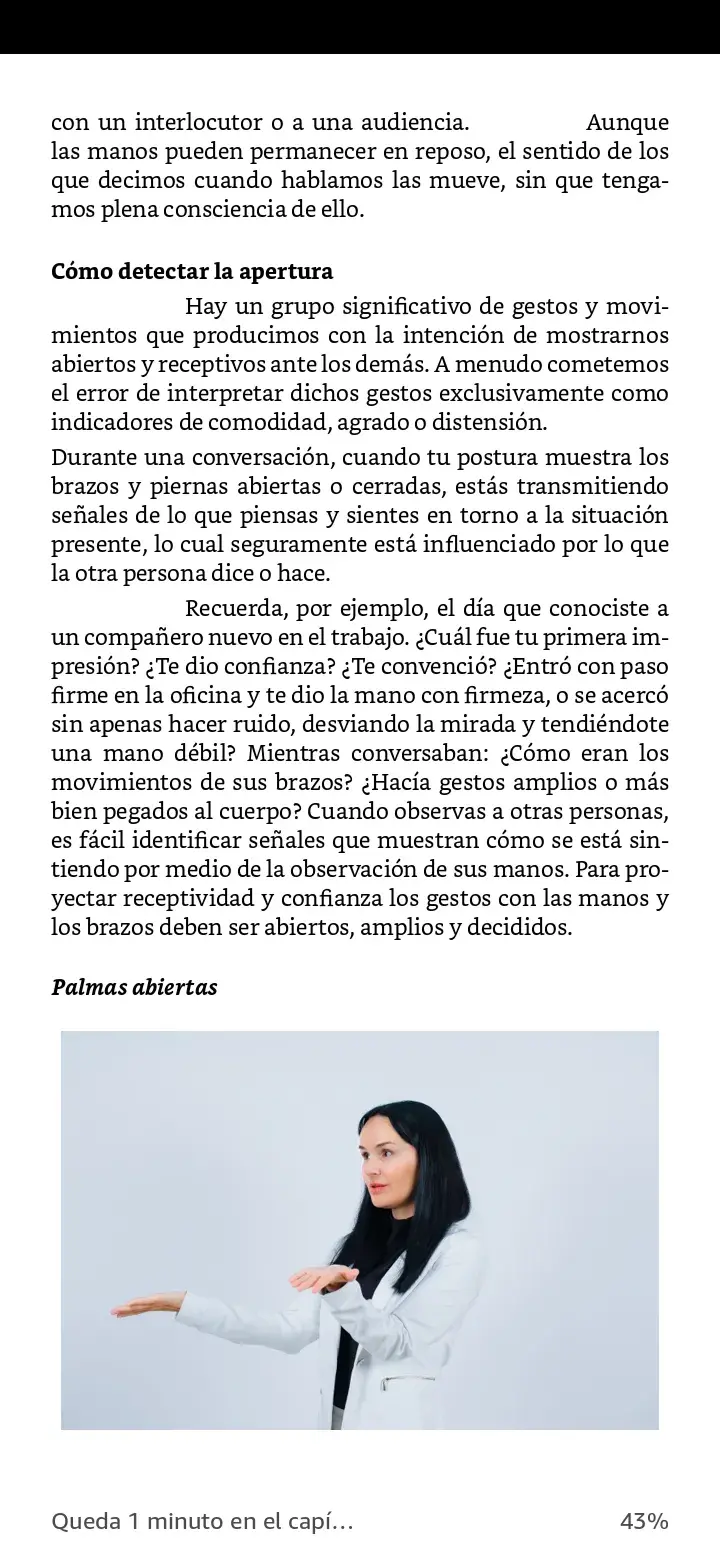 con un interlocutor o a una audiencia. Aunque
las manos pueden permanecer en reposo, el sentido de los
que decimos cuando hablamos las mueve, sin que tenga-
mos plena consciencia de ello.
Cómo detectar la apertura
Hay un grupo significativo de gestos y movi-
mientos que producimos con la intención de mostrarnos
abiertos y receptivos ante los demás. A menudo cometemos
el error de interpretar dichos gestos exclusivamente como
indicadores de comodidad, agrado o distensión.
Durante una conversación, cuando tu postura muestra los
brazos y piernas abiertas o cerradas, estás transmitiendo
señales de lo que piensas y sientes en torno a la situación
presente, lo cual seguramente está influenciado por lo que
la otra persona dice o hace.
Recuerda, por ejemplo, el día que conociste a
un compañero nuevo en el trabajo. ¿Cuál fue tu primera im-
presión? ¿Te dio confianza? ¿Te convenció? ¿Entró con paso
firme en la oficina y te dio la mano con firmeza, o se acercó
sin apenas hacer ruido, desviando la mirada y tendiéndote
una mano débil? Mientras conversaban: ¿Cómo eran los
movimientos de sus brazos? ¿Hacía gestos amplios o más
bien pegados al cuerpo? Cuando observas a otras personas,
es fácil identificar señales que muestran cómo se está sin-
tiendo por medio de la observación de sus manos. Para pro-
yectar receptividad y confianza los gestos con las manos y
los brazos deben ser abiertos, amplios y decididos.
Palmas abiertas
Queda 1 minuto en el capí… 43%